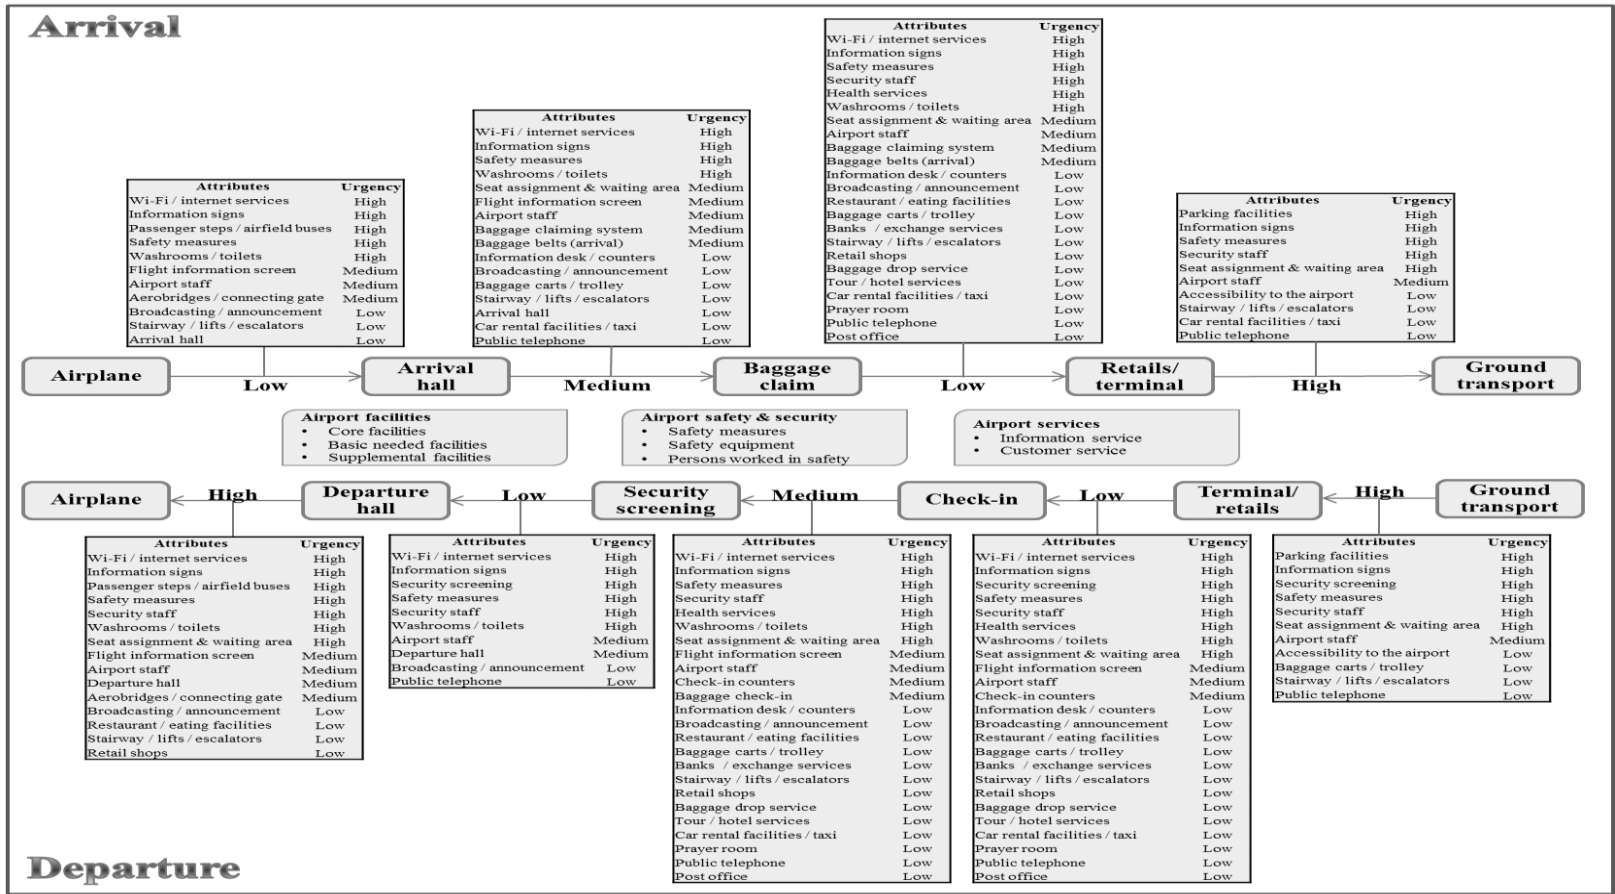 Arrival
Attributes Urgency
Wi-Fi / internet services High
Information signs High
Passenger steps / airfield buses High
Safety measures High
Washrooms / toilets High
Flight information screen Medium
Airport staff Medium
Aerobridges / connecting gate Medium
Broadcasting / announcement Low
Stairway / lifts / escalators Low
Arrival hall Low
Attributes Urgency
Wi-Fi / internet services High
Information signs High
Safety measures High
Washrooms / toilets High
Seat assignment & waiting area Medium
Flight information screen Medium
Airport staff Medium
Baggage claiming system Medium
Baggage belts (arrival) Medium
Information desk / counters Low
Broadcasting / announcement Low
Baggage carts / trolley Low
Stairway / lifts / escalators Low
Arrival hall Low
Car rental facilities / taxi Low
Public telephone Low
Attributes Urgency
Wi-Fi / internet services High
Information signs High
Safety measures High
Security staff High
Health services High
Washrooms / toilets High
Seat assignment & waiting area Medium
Airport staff Medium
Baggage claiming system Medium
Baggage belts (arrival) Medium
Information desk / counters Low
Broadcasting / announcement Low
Restaurant / eating facilities Low
Baggage carts / trolley Low
Banks / exchange services Low
Stairway / lifts / escalators Low
Retail shops Low
Baggage drop service Low
Tour / hotel services Low
Car rental facilities / taxi Low
Prayer room Low
Public telephone Low
Post office Low
Attributes Urgency
Parking facilities High
Information signs High
Safety measures High
Security staff High
Seat assignment & waiting area High
Airport staff Medium
Accessibility to the airport Low
Stairway / lifts / escalators Low
Car rental facilities / taxi Low
Public telephone Low
Airplane
Low
Arrival
hall
Medium
Baggage
claim
Low
Retails/
terminal
High
Ground
transport
Airport facilities
• Core facilities
• Basic needed facilities
• Supplemental facilities
Airport safety & security
• Safety measures
• Safety equipment
• Persons worked in safety
Airport services
• Information service
• Customer service
Airplane
High
Departure
hall
Low
Security
screening
Medium
Check-in
Low
Terminal/
retails
High
Ground
transport
Attributes Urgency
Wi-Fi / internet services High
Information signs High
Passenger steps / airfield buses High
Safety measures High
Security staff High
Washrooms / toilets High
Seat assignment & waiting area High
Flight information screen Medium
Airport staff Medium
Departure hall Medium
Aerobridges / connecting gate Medium
Broadcasting / announcement Low
Restaurant / eating facilities Low
Stairway / lifts / escalators Low
Retail shops Low
Attributes Urgency
Wi-Fi / internet services High
Information signs High
Security screening High
Safety measures High
Security staff High
Washrooms / toilets High
Airport staff Medium
Departure hall Medium
Broadcasting / announcement Low
Public telephone Low
Attributes Urgency
Wi-Fi / internet services High
Information signs High
Safety measures High
Security staff High
Health services High
Washrooms / toilets High
Seat assignment & waiting area High
Flight information screen Medium
Airport staff Medium
Check-in counters Medium
Baggage check-in Medium
Information desk / counters Low
Broadcasting / announcement Low
Restaurant / eating facilities Low
Baggage carts / trolley Low
Banks / exchange services Low
Stairway / lifts / escalators Low
Retail shops Low
Baggage drop service Low
Tour / hotel services Low
Car rental facilities / taxi Low
Prayer room Low
Public telephone Low
Post office Low
Attributes Urgency
Wi-Fi / internet services High
Information signs High
Security screening High
Safety measures High
Security staff High
Health services High
Washrooms / toilets High
Seat assignment & waiting area High
Flight information screen Medium
Airport staff Medium
Check-in counters Medium
Information desk / counters Low
Broadcasting / announcement Low
Restaurant / eating facilities Low
Baggage carts / trolley Low
Banks / exchange services Low
Stairway / lifts / escalators Low
Retail shops Low
Baggage drop service Low
Tour / hotel services Low
Car rental facilities / taxi Low
Prayer room Low
Public telephone Low
Post office Low
Attributes Urgency
Parking facilities High
Information signs High
Security screening High
Safety measures High
Security staff High
Seat assignment & waiting area High
Airport staff Medium
Accessibility to the airport Low
Baggage carts / trolley Low
Stairway / lifts / escalators Low
Public telephone Low
Departure